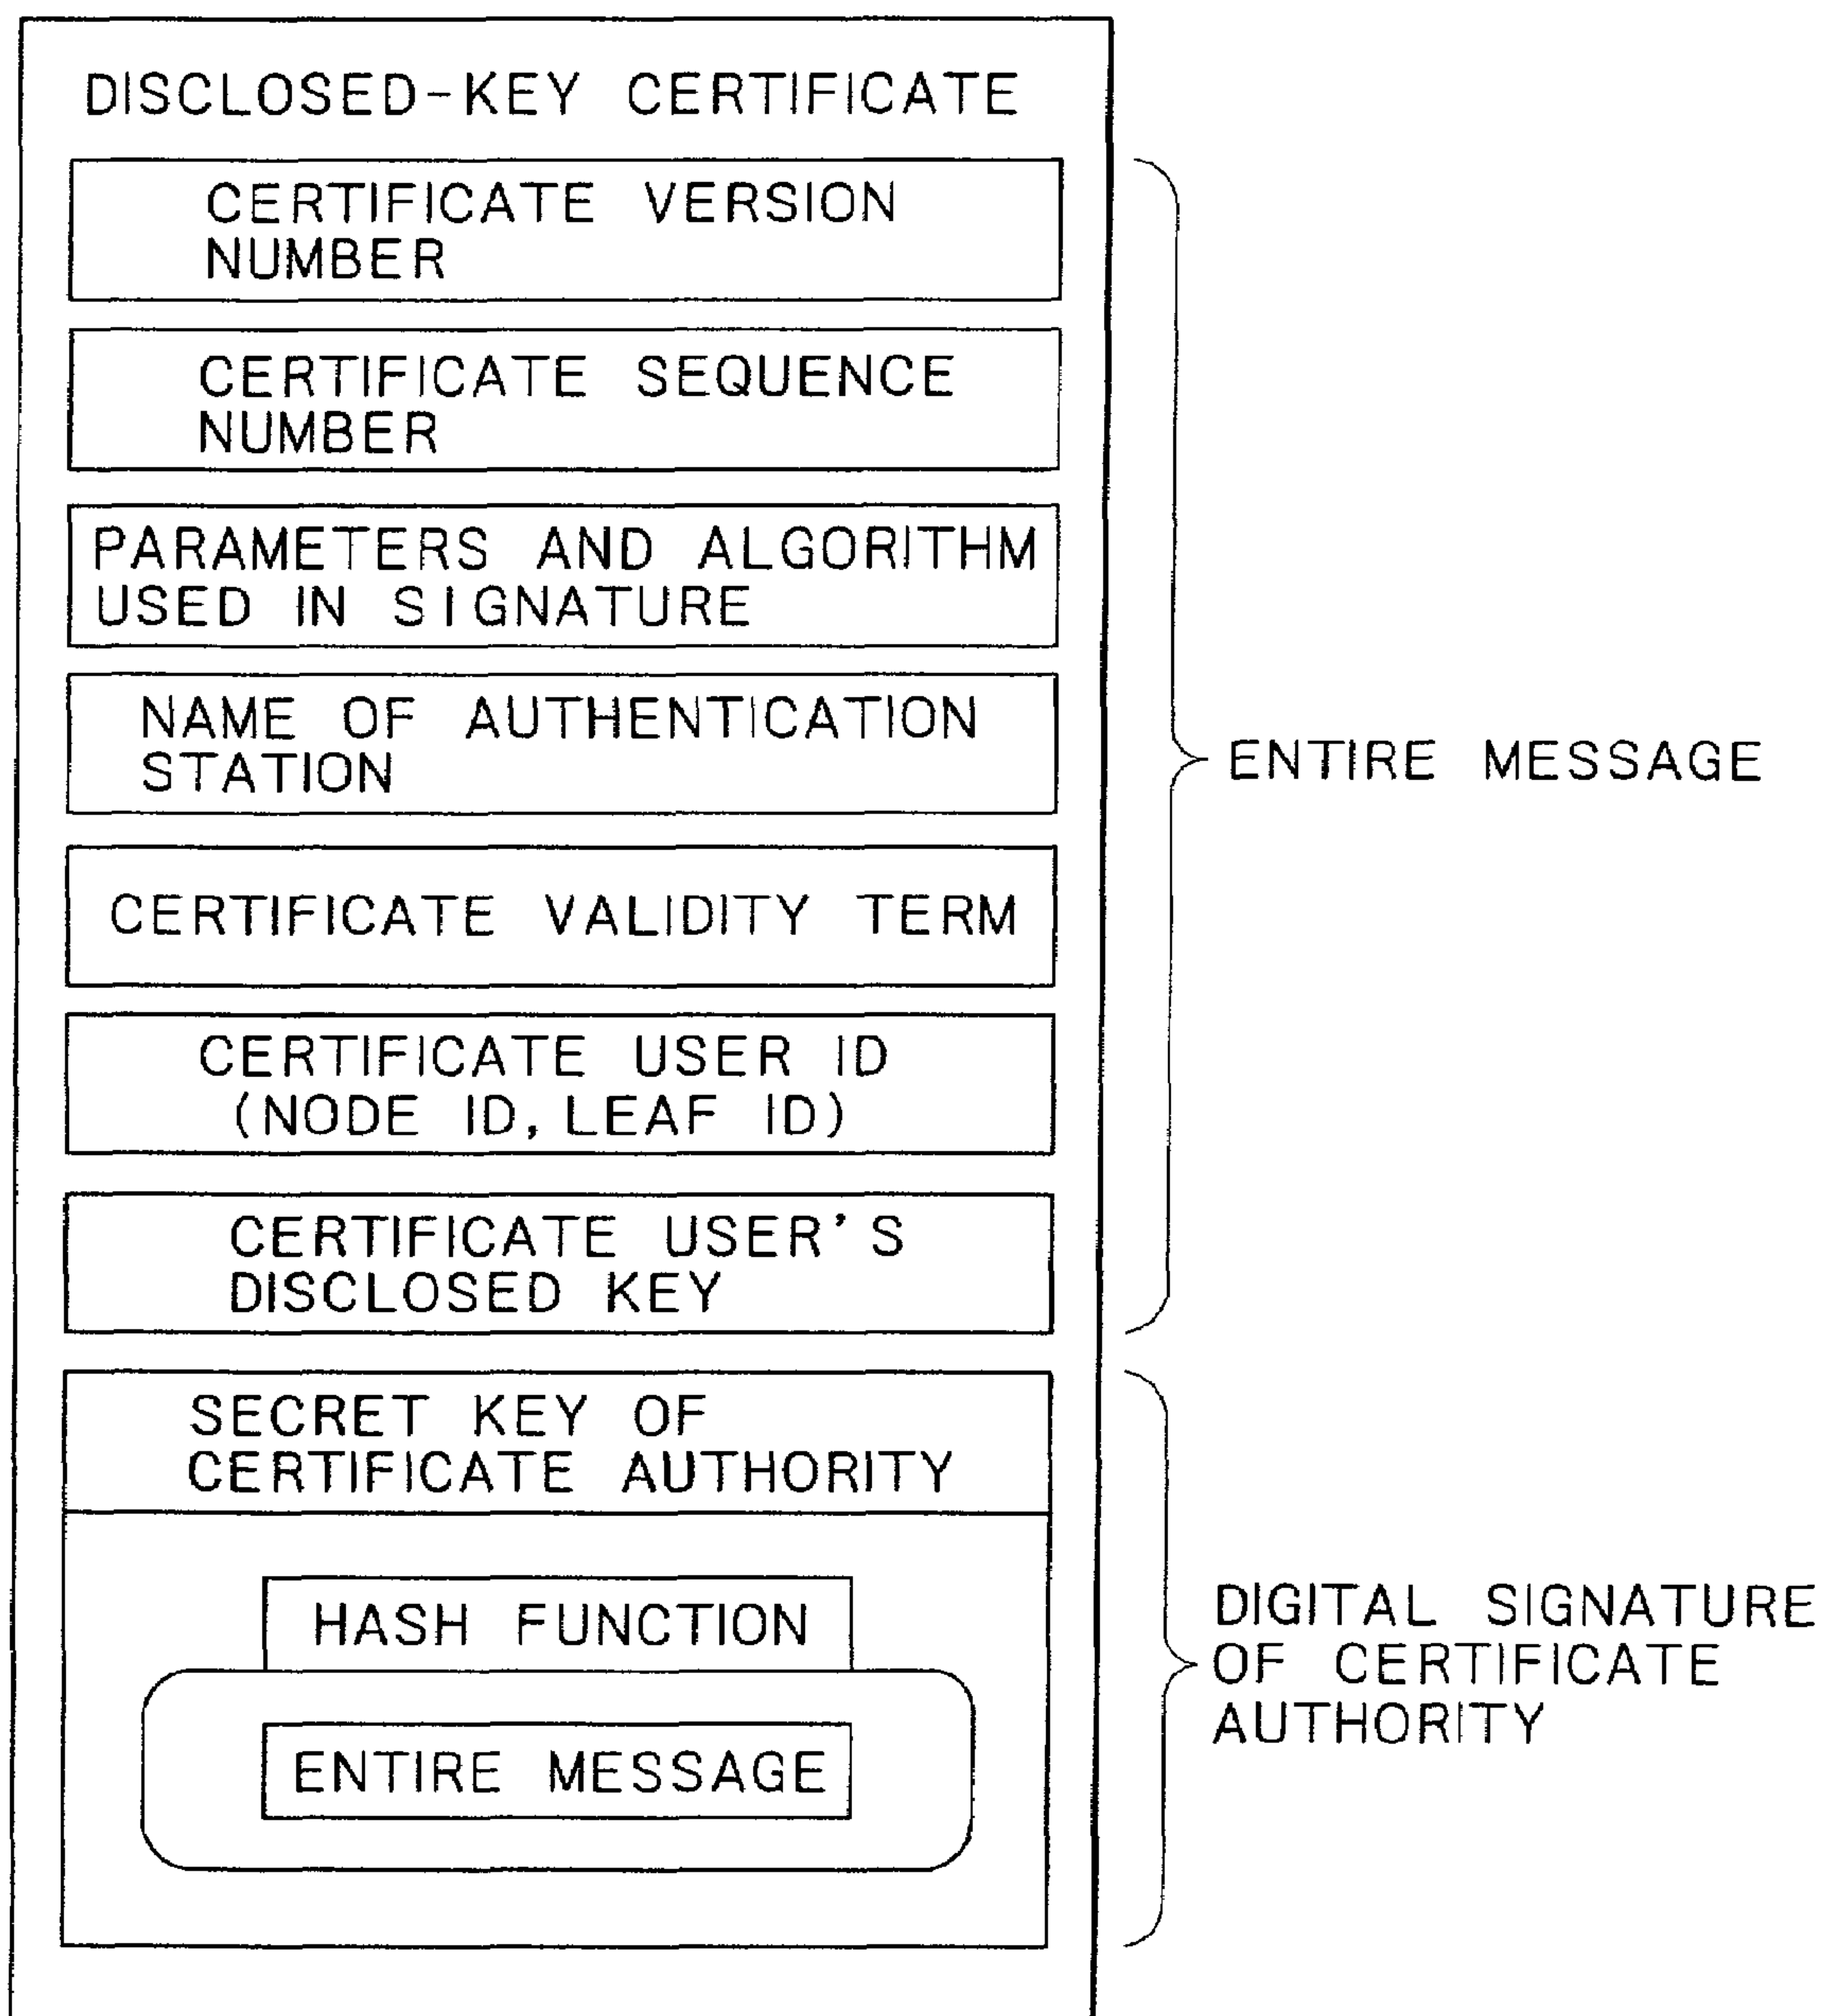 DISCLOSED-KEY CERTIFICATE
CERTIFICATE VERSION
NUMBER
CERTIFICATE SEQUENCE
NUMBER
PARAMETERS AND ALGORITHM
USED IN SIGNATURE
NAME OF AUTHENTICATION
STATION
CERTIFICATE VALIDITY TERM
CERTIFICATE USER ID
(NODE ID, LEAF ID)
CERTIFICATE USER'S
DISCLOSED KEY
ENTIRE MESSAGE
SECRET KEY OF
CERTIFICATE AUTHORITY
HASH FUNCTION
ENTIRE MESSAGE
DIGITAL SIGNATURE
OF CERTIFICATE
AUTHORITY